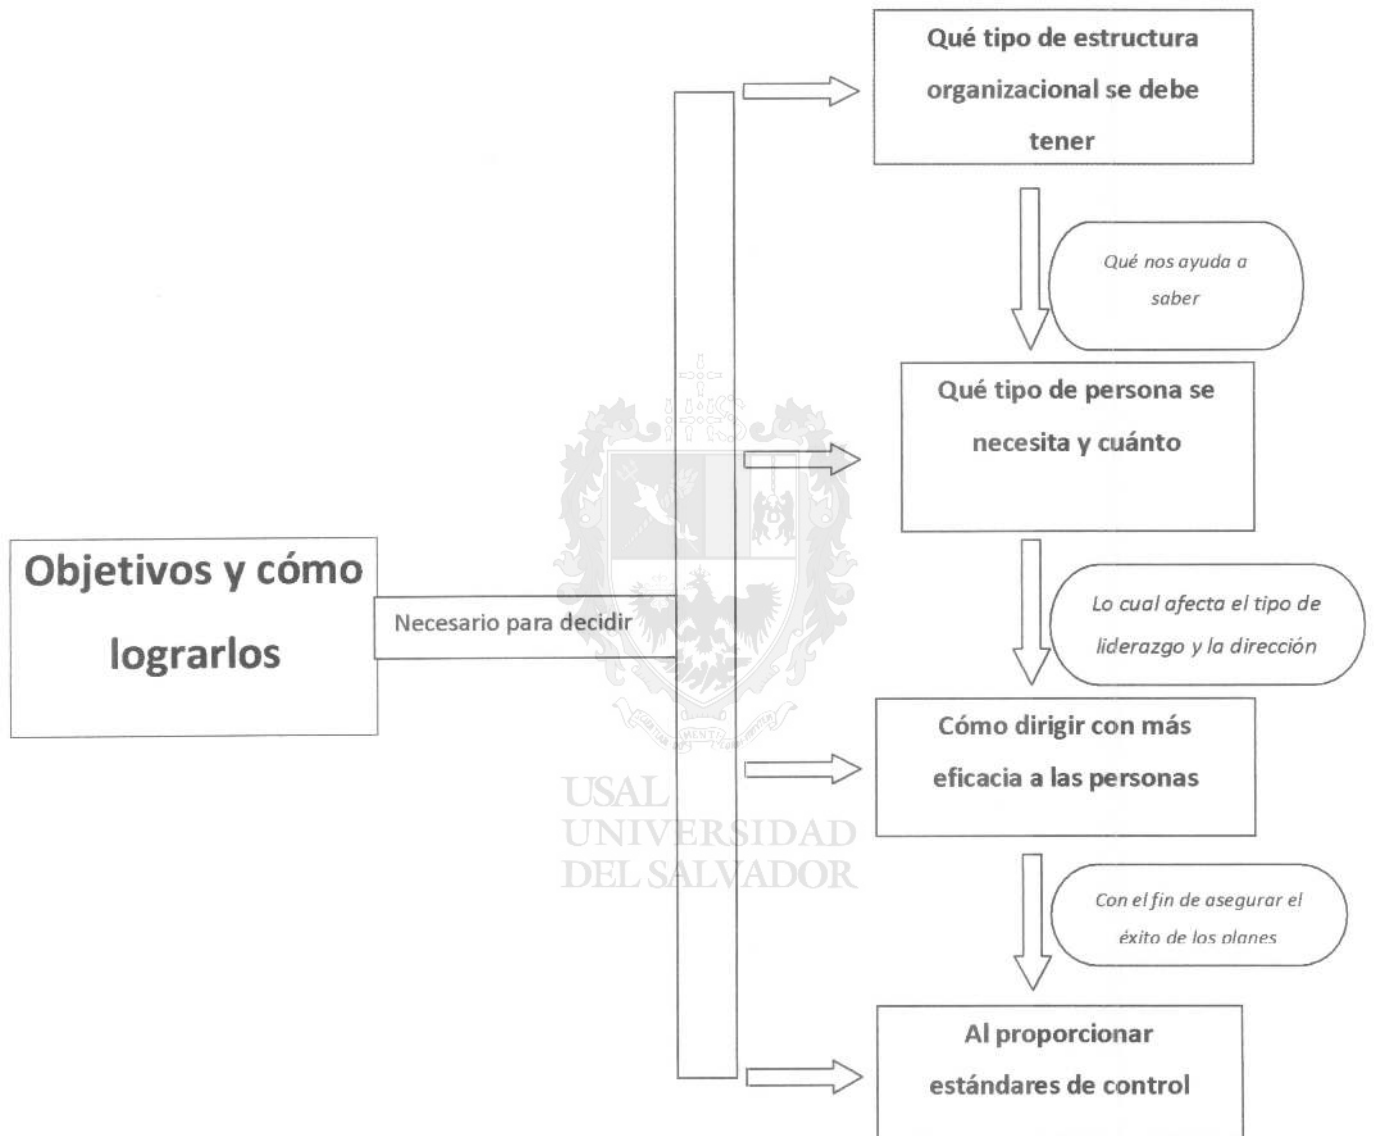 Qué tipo de estructura
organizacional se debe
tener
Qué nos ayuda a
saber
Qué tipo de persona se
necesita y cuánto
Objetivos y cómo
lograrlos
Necesario para decidir
Lo cual afecta el tipo de
liderazgo y la dirección
Cómo dirigir con más
eficacia a las personas
USAL
UNIVERSIDAD
DEL SALVADOR
Con el fin de asegurar el
éxito de los planes
Al proporcionar
estándares de control